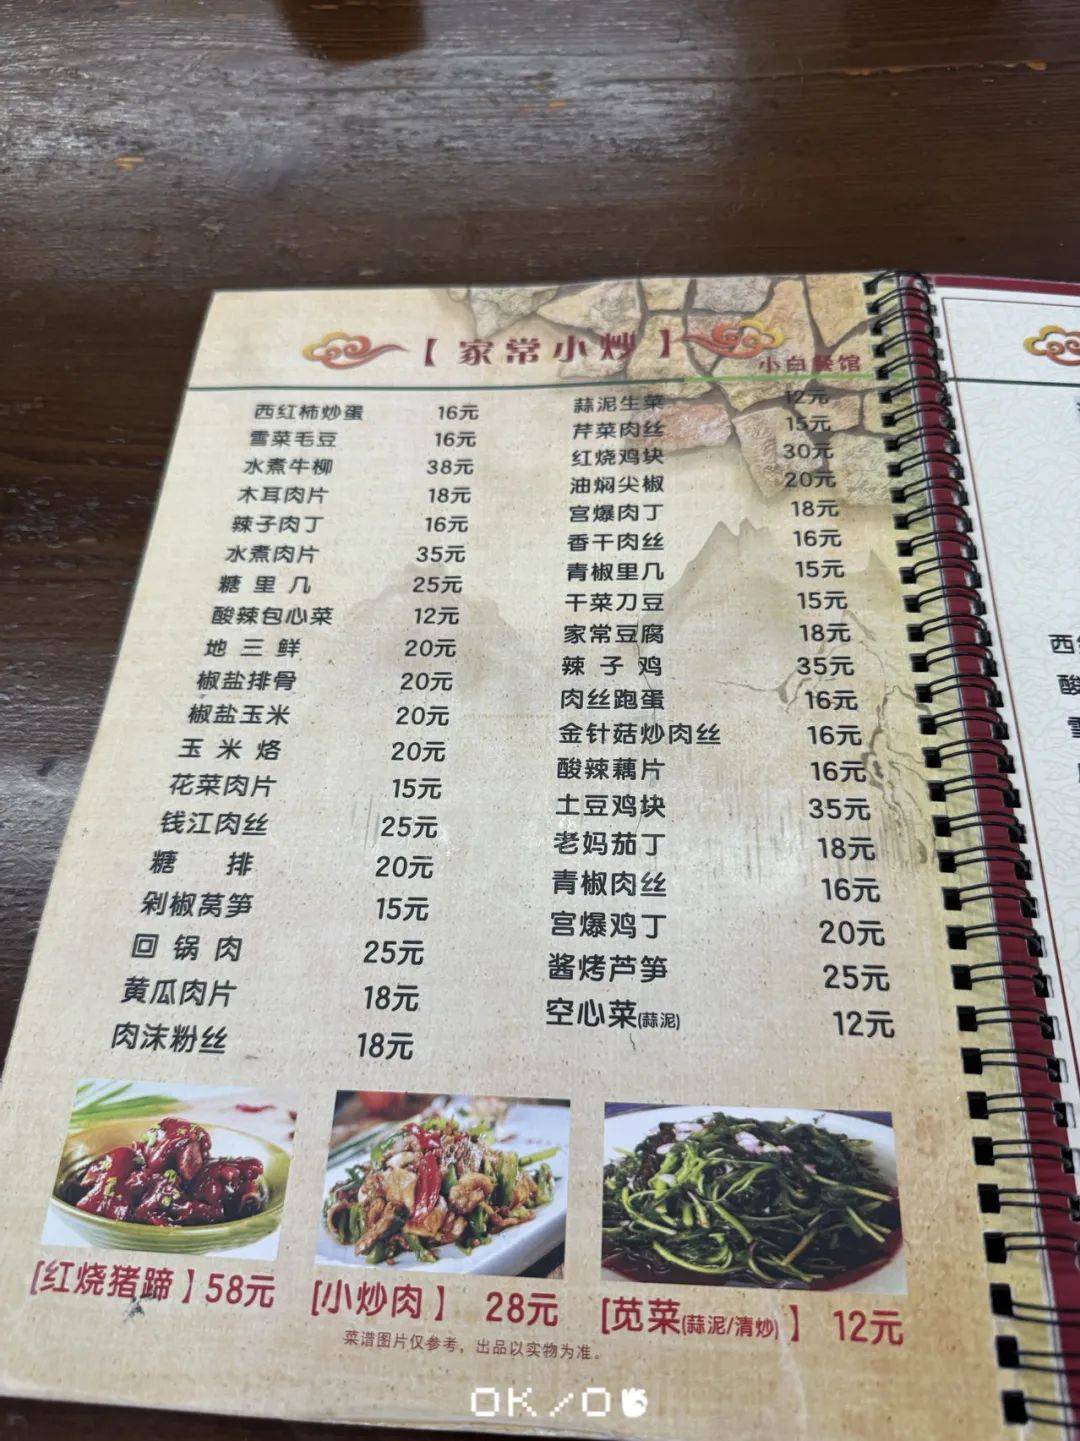 【家常小炒】
小白餐馆
西红柿炒蛋 16元
雪菜毛豆 16元
水煮牛柳 38元
木耳肉片 18元
辣子肉丁 16元
水煮肉片 35元
糖里几 25元
酸辣包心菜 12元
地三鲜 20元
椒盐排骨 20元
椒盐玉米 20元
玉米烙 20元
花菜肉片 15元
钱江肉丝 25元
糖排 20元
剁椒莴笋 15元
回锅肉 25元
黄瓜肉片 18元
肉沫粉丝 18元
蒜泥生菜 12元
芹菜肉丝 15元
红烧鸡块 30元
油焖尖椒 20元
宫爆肉丁 18元
香干肉丝 16元
青椒里几 15元
干菜刀豆 15元
家常豆腐 18元
辣子鸡 35元
肉丝跑蛋 16元
金针菇炒肉丝 16元
酸辣藕片 16元
土豆鸡块 35元
老妈茄丁 18元
青椒肉丝 16元
宫爆鸡丁 20元
酱烤芦笋 25元
空心菜(蒜泥) 12元
[红烧猪蹄】58元
[小炒肉】 28元
[苋菜(蒜泥/清炒)】 12元
菜谱图片仅参考，出品以实物为准。
西
酸
OK/O